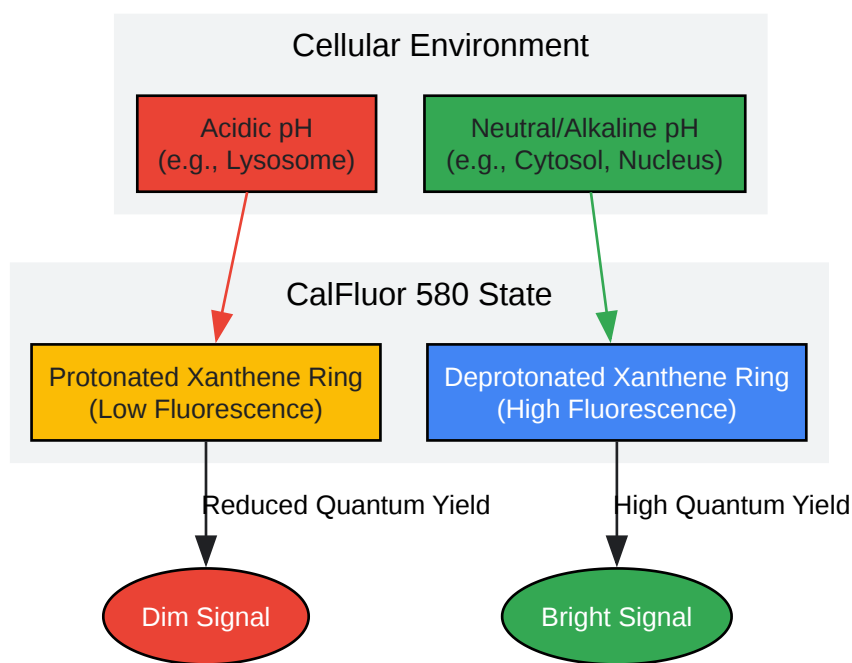 Cellular Environment
Acidic pH
(e.g., Lysosome)
Neutral/Alkaline pH
(e.g., Cytosol, Nucleus)
CalFluor 580 State
Protonated Xanthene Ring
(Low Fluorescence)
Deprotonated Xanthene Ring
(High Fluorescence)
Reduced Quantum Yield
High Quantum Yield
Dim Signal
Bright Signal